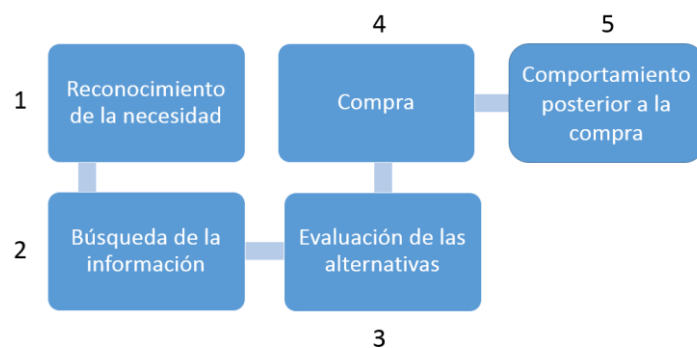 1
Reconocimiento
de la necesidad
2
Búsqueda de la
información
3
Evaluación de las
alternativas
4
Compra
5
Comportamiento
posterior a la
compra